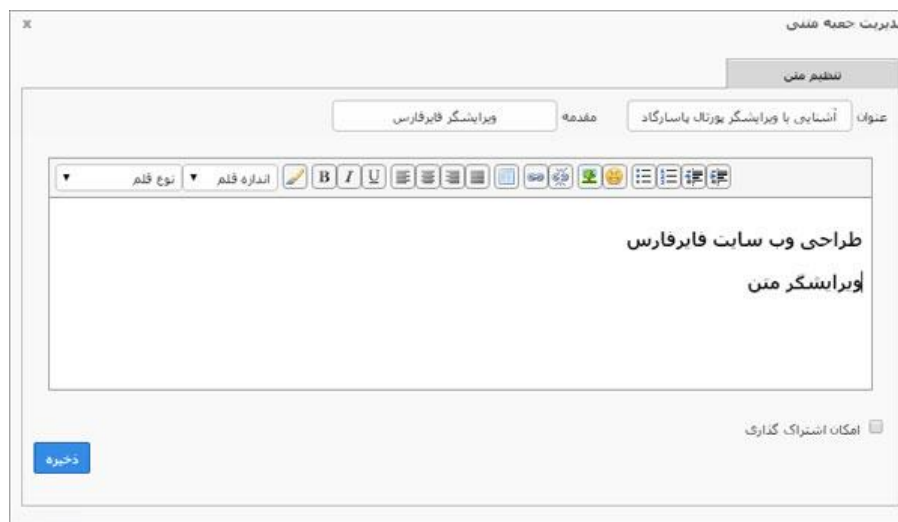 مدیریت جعبه متنی x
تنظیم متن
عنوان آشنایی با ویرایشگر پورتال پاسارگاد مقدمه ویرایشگر فایرفارس
B I U اندازه قلم نوع قلم
طراحی وب سایت فایرفارس
ویرایشگر متن
امکان اشتراک گذاری
ذخیره